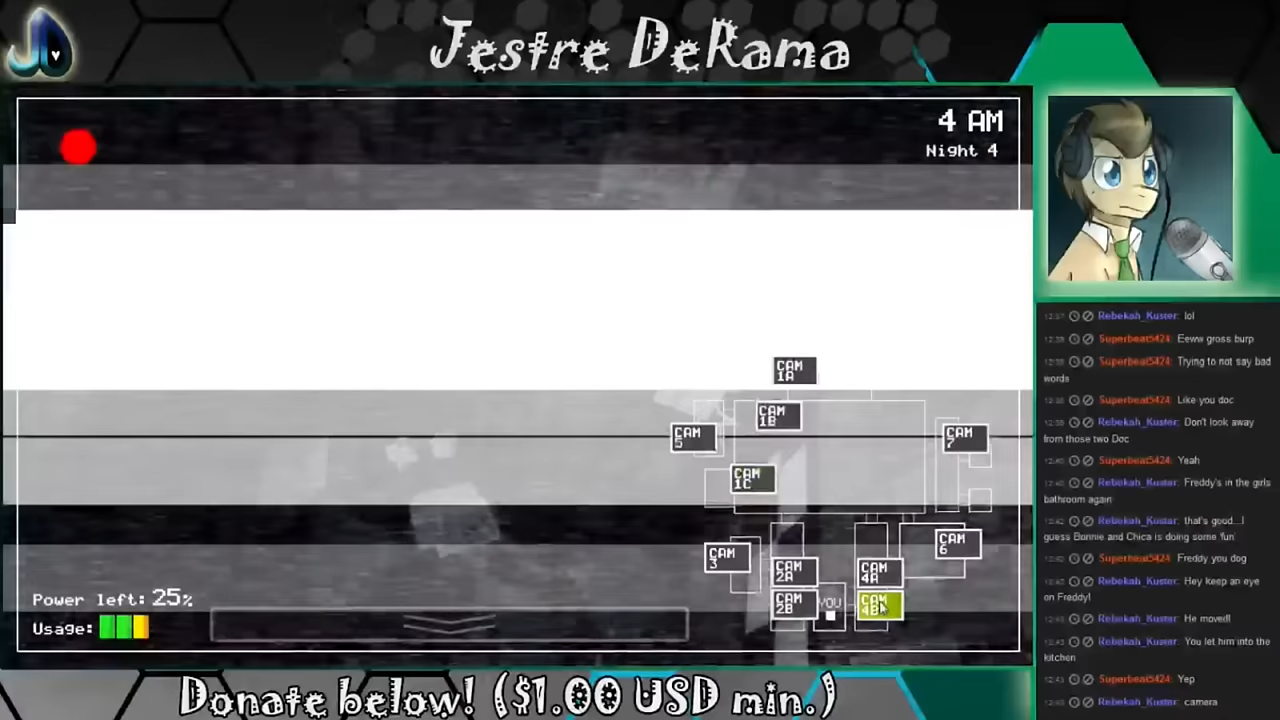 JD
Jestre DeRama
4 AM
Night 4
CAM
1A
CAM
1B
CAM
5
CAM
7
CAM
1C
CAM
3
CAM
2A
CAM
4A
CAM
6
CAM
2B
YOU
CAM
4B
Power left: 25%
Usage:
Donate below! ($1.00 USD min.)
Rebekah_Kuster: lol
Superbeat5424: Eeww gross burp
Superbeat5424: Trying to not say bad
words
Superbeat5424: Like you doc
Rebekah_Kuster: Don't look away
from those two Doc
Superbeat5424: Yeah
Rebekah_Kuster: Freddy's in the girls
bathroom again
Rebekah_Kuster: that's good...I
guess Bonnie and Chica is doing some fun
Superbeat5424: Freddy you dog
Rebekah_Kuster: Hey keep an eye
on Freddy!
Rebekah_Kuster: He moved!
Rebekah_Kuster: You let him into the
kitchen
Superbeat5424: Yep
Rebekah_Kuster: camera